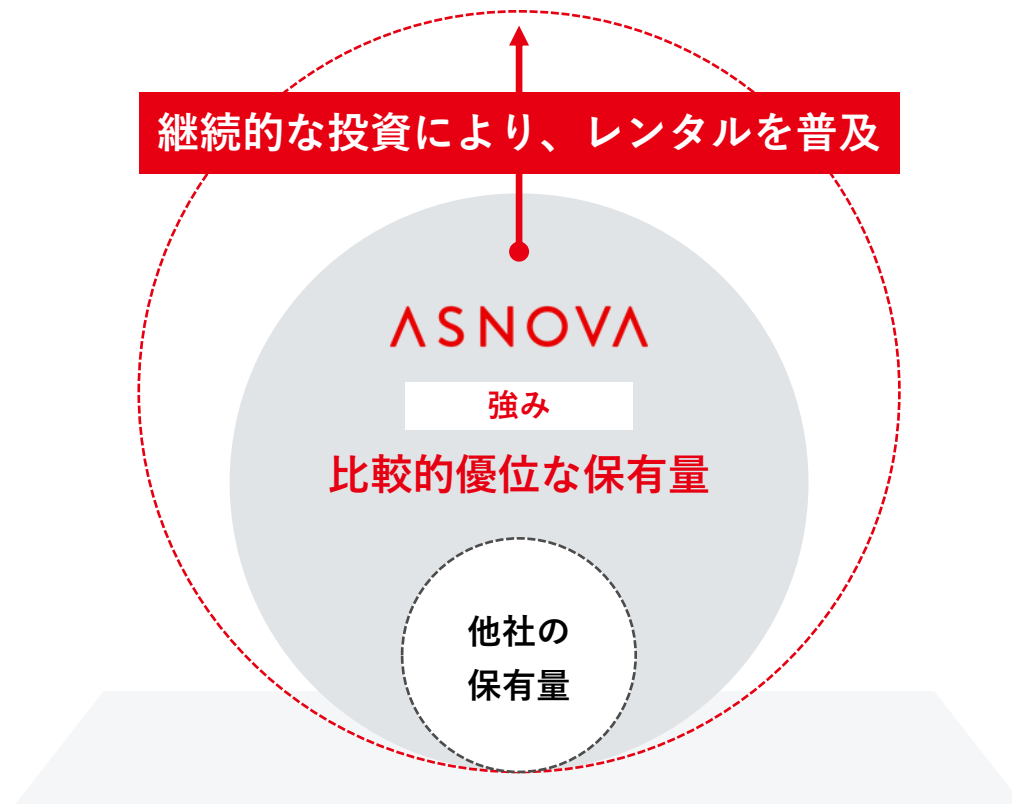 継続的な投資により、レンタルを普及
ASNOVA
強み
比較的優位な保有量
他社の
保有量